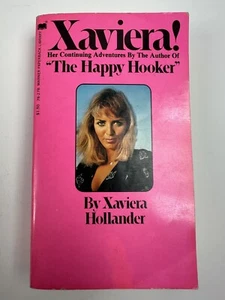 Xaviera!
Her Continuing Adventures By The Author Of
"The Happy Hooker"
By Xaviera
Hollander